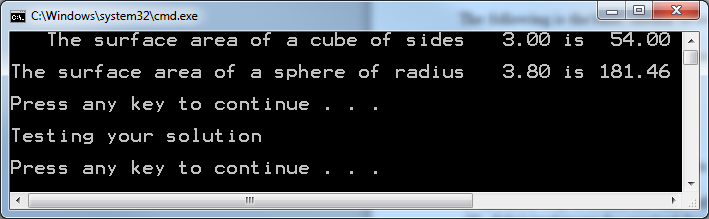 C:\Windows\system32\cmd.exe
The surface area of a cube of sides   3.00 is  54.00
The surface area of a sphere of radius   3.80 is 181.46
Press any key to continue . . .
Testing your solution
Press any key to continue . . .